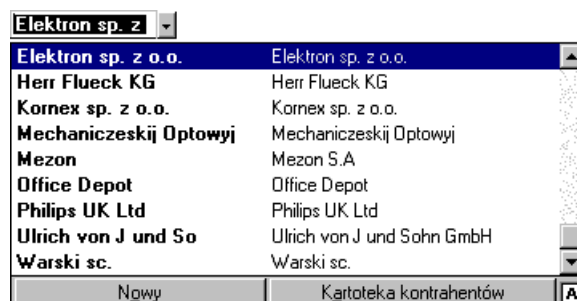 Elektron sp. z
Elektron sp. z o.o. Elektron sp. z o.o.
Herr Flueck KG Herr Flueck KG
Kornex sp. z o.o. Kornex sp. z o.o.
Mechaniczeskij Optowyj Mechaniczeskij Optowyj
Mezon Mezon S.A
Office Depot Office Depot
Philips UK Ltd Philips UK Ltd
Ulrich von J und So Ulrich von J und Sohn GmbH
Warski sc. Warski sc.
Nowy Kartoteka kontrahentów A